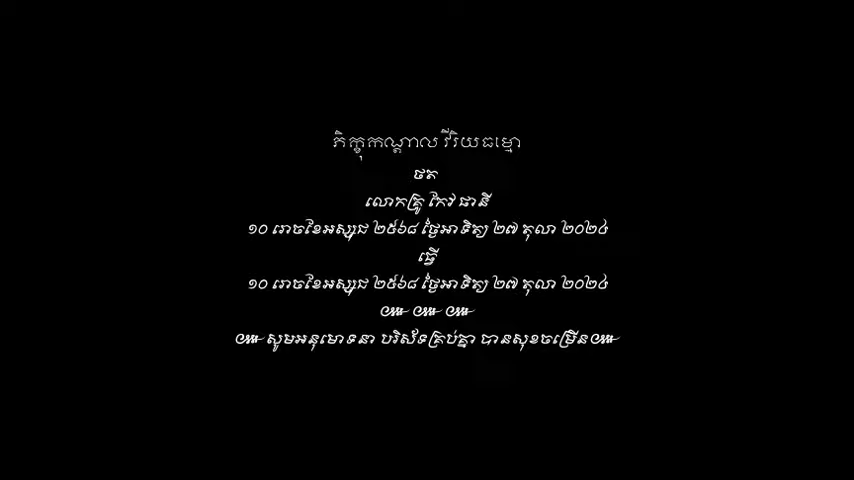 ភិក្ខុកណ្ដាល វីរិយធម្មោ
ថត
លោកគ្រូ កែវ ផានី
១០ រោចខែអស្សុជ ២៥៦៨ ថ្ងៃអាទិត្យ ២៧ តុលា ២០២៤
ធ្វើ
១០ រោចខែអស្សុជ ២៥៦៨ ថ្ងៃអាទិត្យ ២៧ តុលា ២០២៤
៚ ៚ ៚
៚ សូមអនុមោទនា បរិស័ទគ្រប់គ្នា បានសុខចម្រើន៚